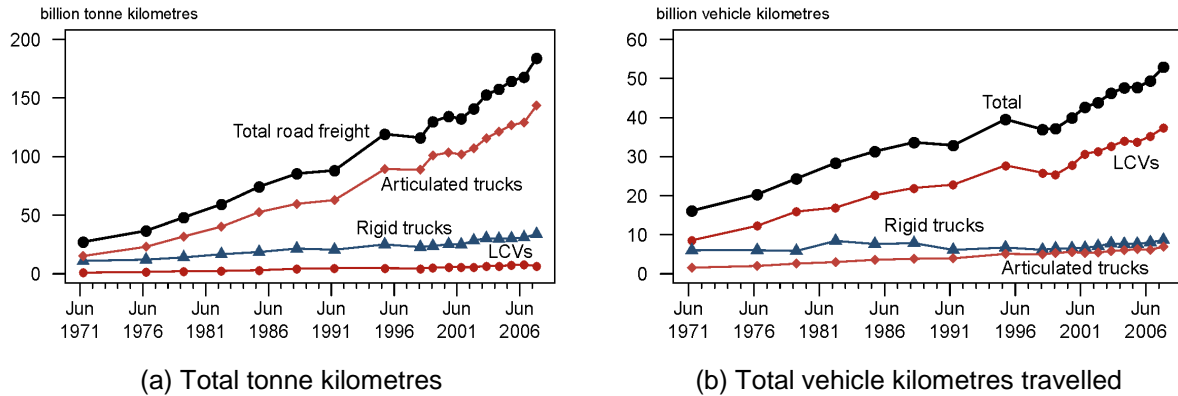 billion tonne kilometres
200
150
100
50
0
Total road freight
Articulated trucks
Rigid trucks
LCVs
Jun Jun Jun Jun Jun Jun Jun Jun
1971 1976 1981 1986 1991 1996 2001 2006
(a) Total tonne kilometres
billion vehicle kilometres
60
50
40
30
20
10
0
Total
LCVs
Rigid trucks
Articulated trucks
Jun Jun Jun Jun Jun Jun Jun Jun
1971 1976 1981 1986 1991 1996 2001 2006
(b) Total vehicle kilometres travelled